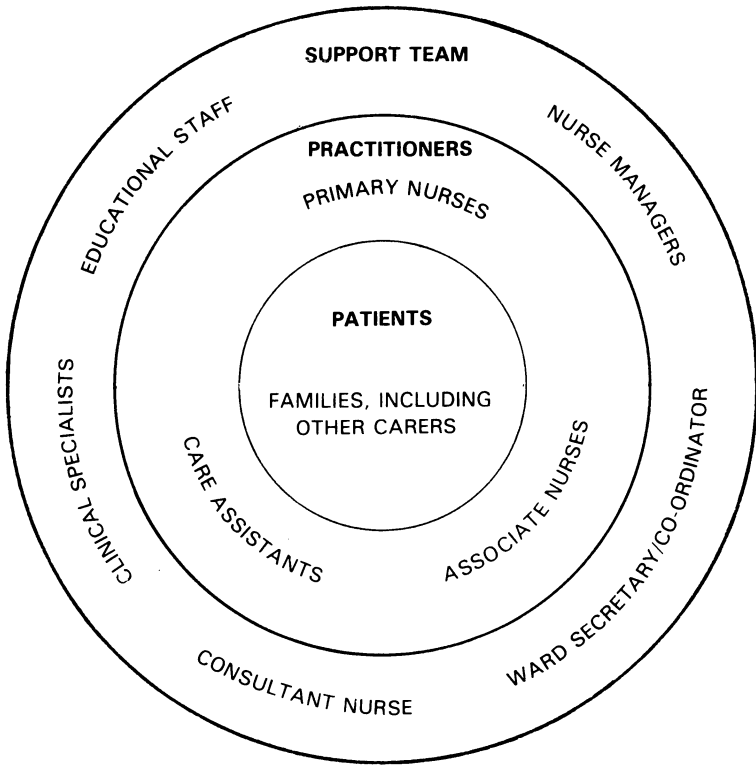 SUPPORT TEAM
EDUCATIONAL STAFF
NURSE MANAGERS
PRACTITIONERS
PRIMARY NURSES
PATIENTS
FAMILIES, INCLUDING
OTHER CARERS
CLINICAL SPECIALISTS
CARE ASSISTANTS
ASSOCIATE NURSES
WARD SECRETARY/CO-ORDINATOR
CONSULTANT NURSE